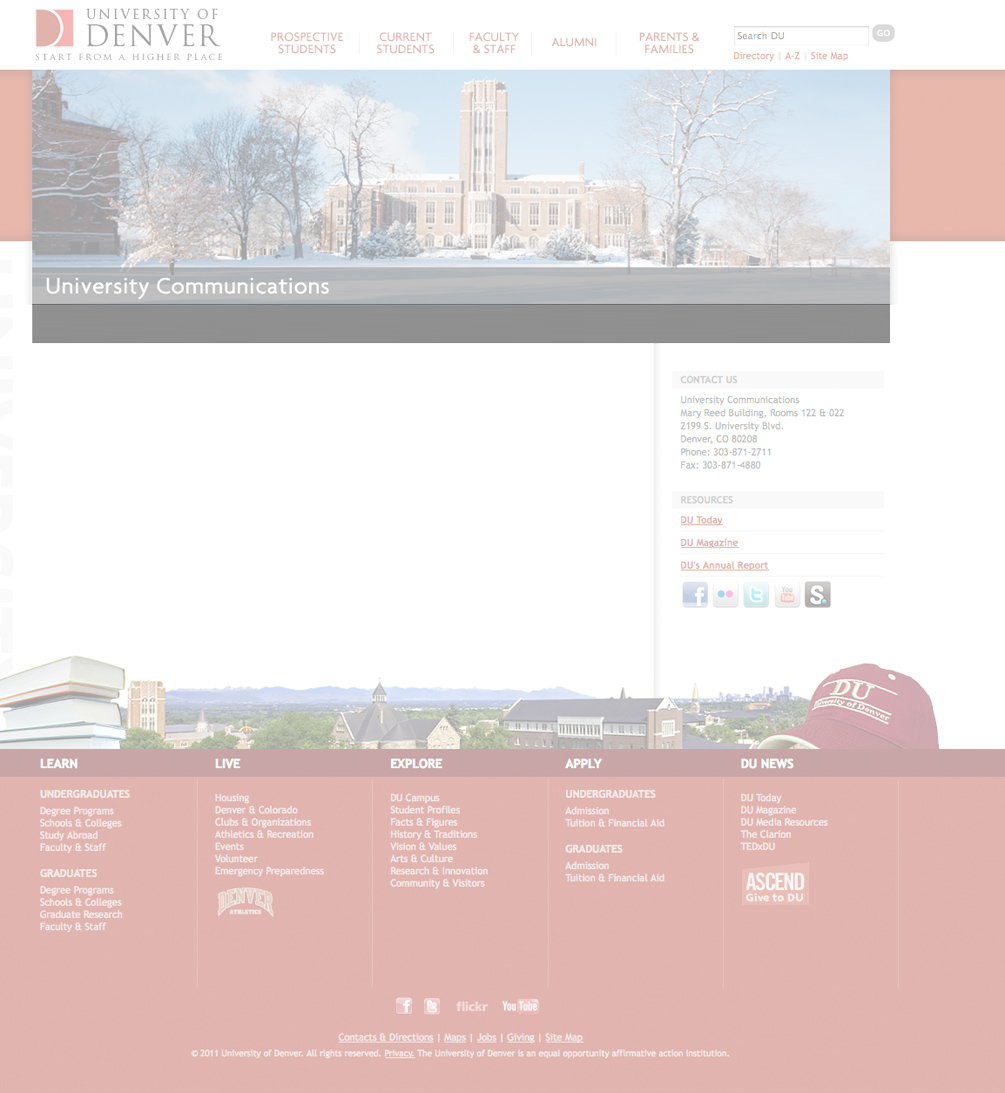 UNIVERSITY OF
DENVER
START FROM A HIGHER PLACE
PROSPECTIVE
STUDENTS
CURRENT
STUDENTS
FACULTY
& STAFF
ALUMNI
PARENTS &
FAMILIES
Search DU
GO
Directory | A-Z | Site Map
University Communications
CONTACT US
University Communications
Mary Reed Building, Rooms 122 & 022
2199 S. University Blvd.
Denver, CO 80208
Phone: 303-871-2711
Fax: 303-871-4880
RESOURCES
DU Today
DU Magazine
DU's Annual Report
f
t
You
Tube
S.
DU
University of Denver
LEARN
UNDERGRADUATES
Degree Programs
Schools & Colleges
Study Abroad
Faculty & Staff
GRADUATES
Degree Programs
Schools & Colleges
Graduate Research
Faculty & Staff
LIVE
Housing
Denver & Colorado
Clubs & Organizations
Athletics & Recreation
Events
Volunteer
Emergency Preparedness
DENVER
ATHLETICS
EXPLORE
DU Campus
Student Profiles
Facts & Figures
History & Traditions
Vision & Values
Arts & Culture
Research & Innovation
Community & Visitors
APPLY
UNDERGRADUATES
Admission
Tuition & Financial Aid
GRADUATES
Admission
Tuition & Financial Aid
DU NEWS
DU Today
DU Magazine
DU Media Resources
The Clarion
TEDxDU
ASCEND
Give to DU
f
t
flickr
YouTube
Contacts & Directions | Maps | Jobs | Giving | Site Map
© 2011 University of Denver. All rights reserved. Privacy. The University of Denver is an equal opportunity affirmative action institution.